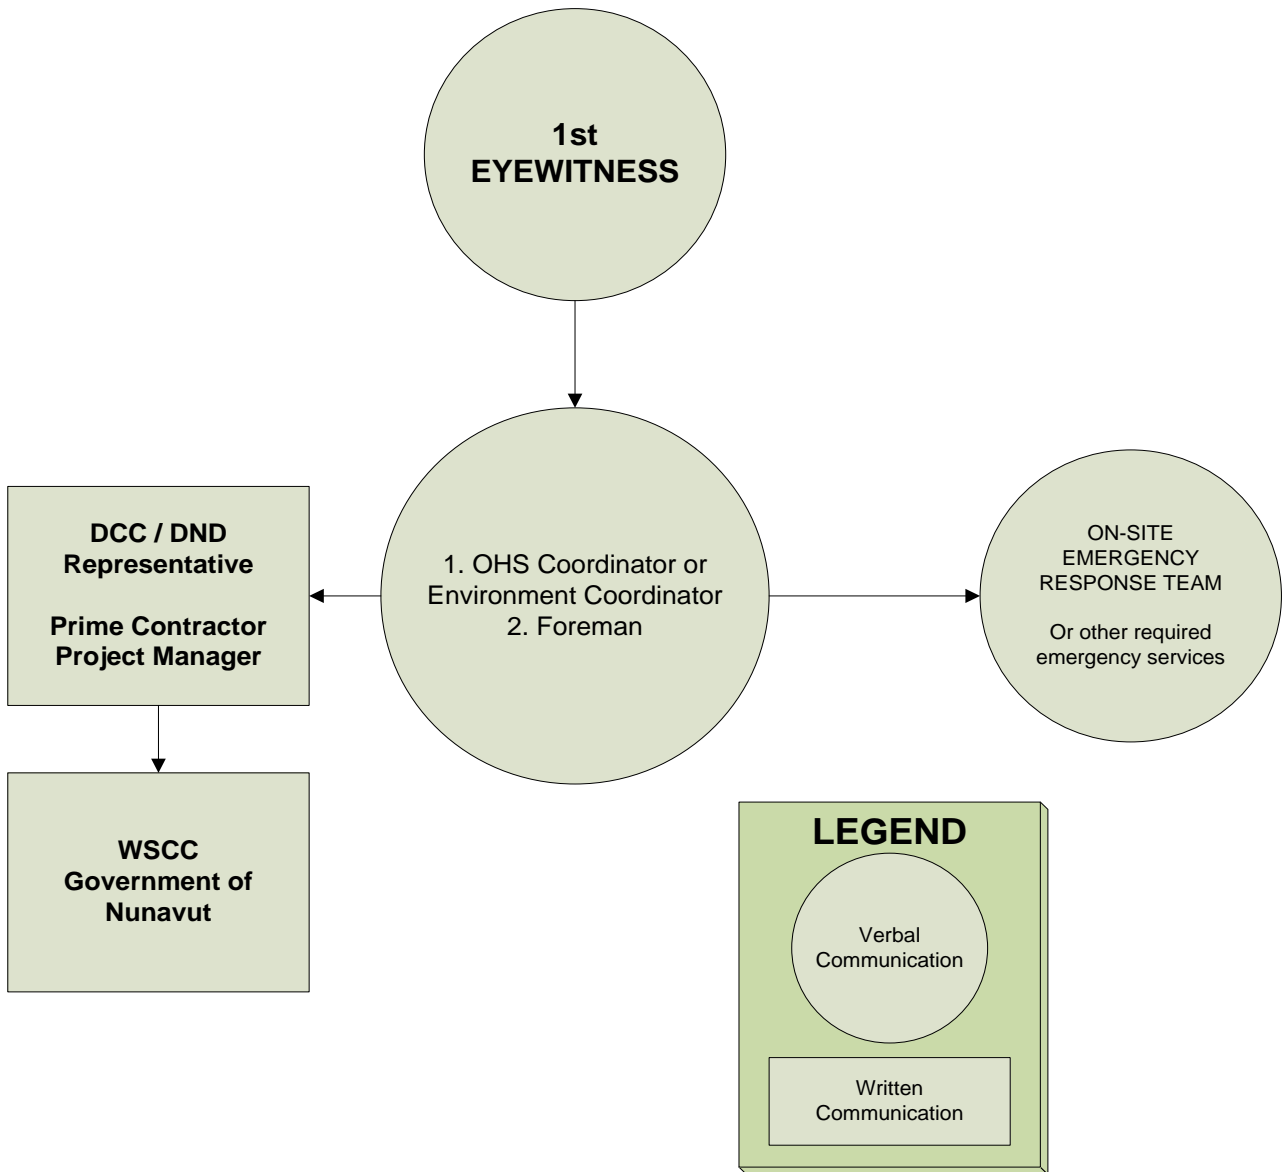 1st
EYEWITNESS
DCC / DND
Representative
Prime Contractor
Project Manager
1. OHS Coordinator or
Environment Coordinator
2. Foreman
ON-SITE
EMERGENCY
RESPONSE TEAM
Or other required
emergency services
WSCC
Government of
Nunavut
LEGEND
Verbal
Communication
Written
Communication